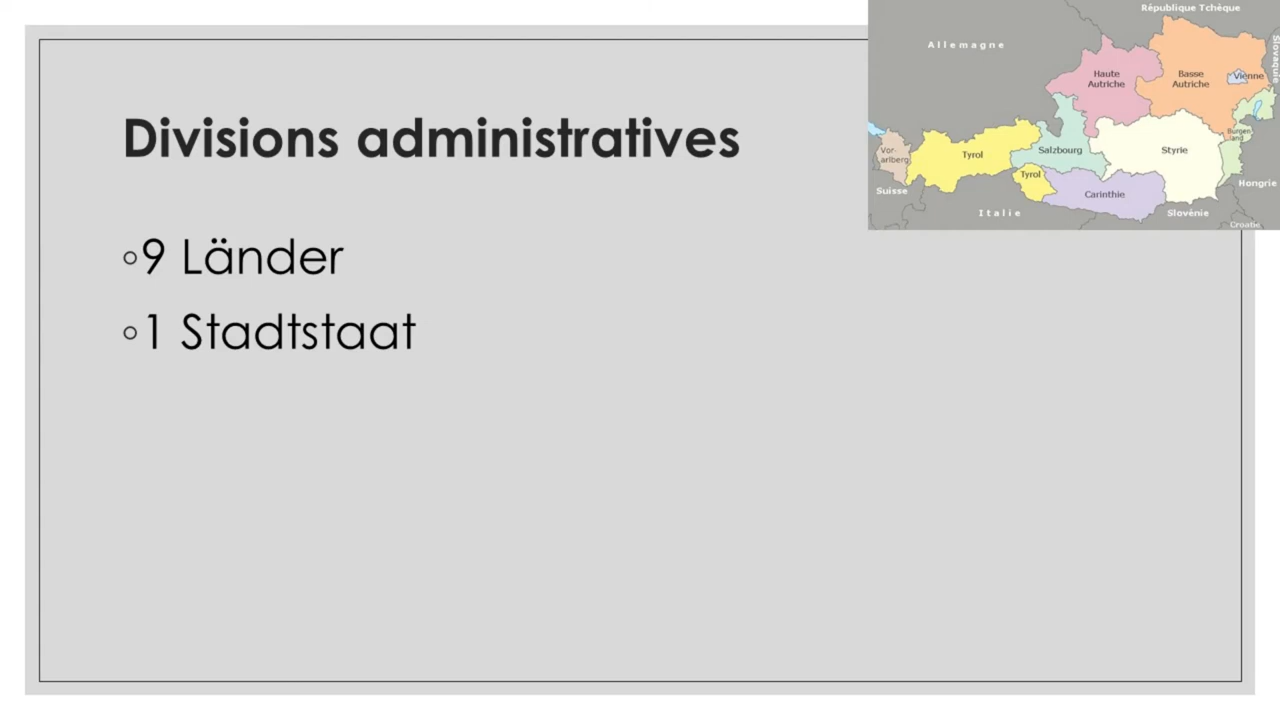 Divisions administratives
◦9 Länder
◦1 Stadtstaat
République Tchèque
Allemagne
Slovaquie
Haute
Autriche
Basse
Autriche
Vienne
Burgen
land
Vor-
arlberg
Tyrol
Salzbourg
Styrie
Tyrol
Carinthie
Suisse
Italie
Slovénie
Hongrie
Croatie